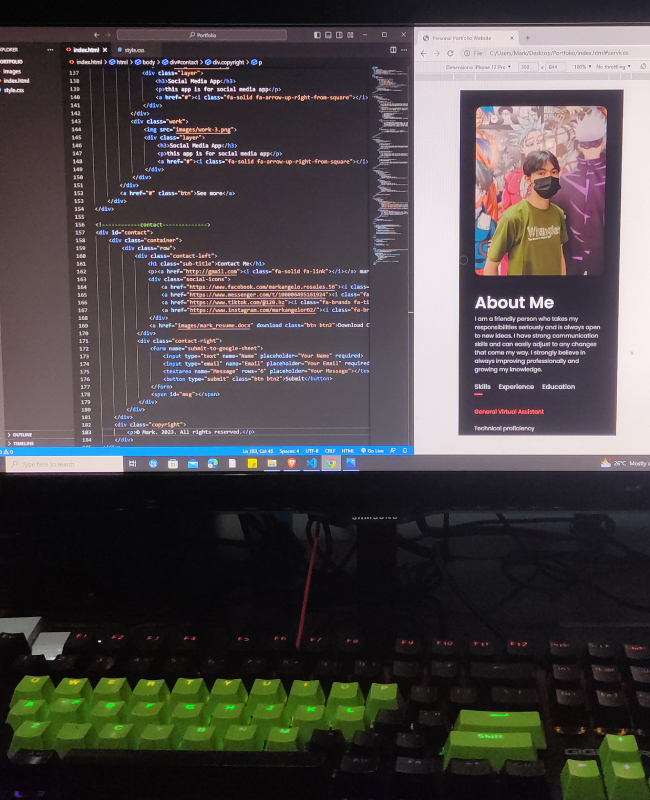 Portfolio
EXPLORER
index.html
style.css
PORTFOLIO
images
index.html
style.css
index.html > html > body > div#contact > div.copyright > p
137 <div class="layer">
138 <h3>Social Media App</h3>
139 <p>this app is for social media app</p>
140 <a href="#"><i class="fa-solid fa-arrow-up-right-from-square"></i>
141 </div>
142 </div>
143 <div class="work">
144 <img src="images/work-3.png">
145 <div class="layer">
146 <h3>Social Media App</h3>
147 <p>this app is for social media app</p>
148 <a href="#"><i class="fa-solid fa-arrow-up-right-from-square"></i>
149 </div>
150 </div>
151 </div>
152 <a href="#" class="btn">See more</a>
153 </div>
154 </div>
155
156 <!------------contact------------->
157 <div id="contact">
158 <div class="container">
159 <div class="row">
160 <div class="contact-left">
161 <h1 class="sub-title">Contact Me</h1>
162 <p><a href="http://gmail.com"><i class="fa-solid fa-link"></i></a> mar
163 <div class="social-icons">
164 <a href="https://www.facebook.com/markangelo.rosales.50"><i class=
165 <a href="https://www.messenger.com/t/100006495161924"><i class="fa
166 <a href="https://www.tiktok.com/@120.hz"><i class="fa-brands fa-ti
167 <a href="https://www.instagram.com/markangelor02/"><i class="fa-br
168 </div>
169 <a href="images/mark_resume.docx" download class="btn btn2">Download C
170 </div>
171 <div class="contact-right">
172 <form name="submit-to-google-sheet">
173 <input type="text" name="Name" placeholder="Your Name" required>
174 <input type="email" name="Email" placeholder="Your Email" required
175 <textarea name="Message" rows="6" placeholder="Your Message"></tex
176 <button type="submit" class="btn btn2">Submit</button>
177 </form>
178 <span id="msg"></span>
179 </div>
180 </div>
181 </div>
182 <div class="copyright">
183 <p>© Mark. 2023. All rights reserved.</p>
184 </div>
OUTLINE
TIMELINE
0 0
Ln 183, Col 45 Spaces: 4 UTF-8 CRLF HTML Go Live
Personal Portfolio Website
File C:/Users/Mark/Desktop/Portfolio/index.html#services
Dimensions: iPhone 12 Pro 390 x 844 100% No throttling
Wrangler
About Me
I am a friendly person who takes my
responsibilities seriously and is always open
to new ideas. I have strong communication
skills and can easily adjust to any changes
that come my way. I strongly believe in
always improving professionally and
growing my knowledge.
Skills Experience Education
General Virtual Assistant
Technical proficiency
Type here to search
26°C Mostly c
SAMSUNG
F1 F2 F3 F4 F5 F6 F7 F8 F9 F10 F11 F12
Q W E R T Y U I O P
A S D F G H J K L
Z X C V B N M
Shift